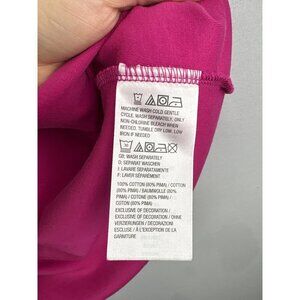 MACHINE WASH COLD GENTLE
CYCLE, WASH SEPARATELY, ONLY
NON-CHLORINE BLEACH WHEN
NEEDED, TUMBLE DRY LOW, LOW
IRON IF NEEDED
GB; WASH SEPARATELY
D; SEPARAT WASCHEN
I; LAVARE SEPARATAMENTE
F; LAVER SÉPARÉMENT
100% COTTON (80% PIMA) / COTTON (80%
PIMA) / BAUMWOLLE (80% PIMA) /
COTONE (80% PIMA) / COTON (80%
PIMA)
EXCLUSIVE OF DECORATION /
EXCLUSIVE OF DECORATION / OHNE
VERZIERUNGEN / DECORAZIONI
ESCLUSE / À L'EXCEPTION DE LA
GARNITURE